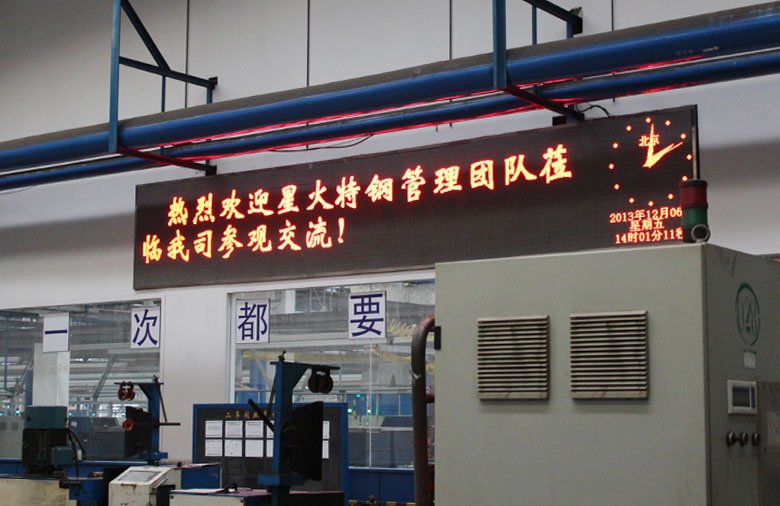 热烈欢迎星火特钢管理团队莅
临我司参观交流!
北京
2013年12月06
星期五
14时01分11秒
一次都要